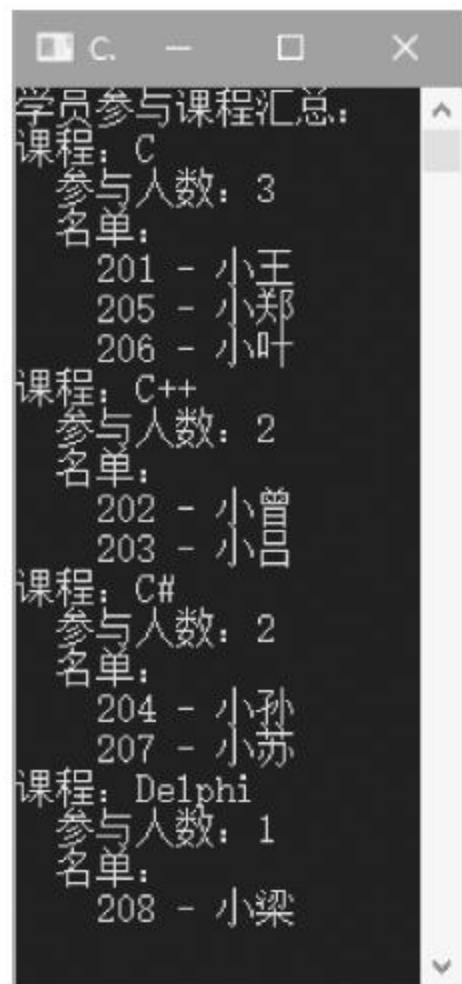 C.
学员参与课程汇总：
课程：C
参与人数：3
名单：
201 - 小王
205 - 小郑
206 - 小叶
课程：C++
参与人数：2
名单：
202 - 小曾
203 - 小吕
课程：C#
参与人数：2
名单：
204 - 小孙
207 - 小苏
课程：Delphi
参与人数：1
名单：
208 - 小梁